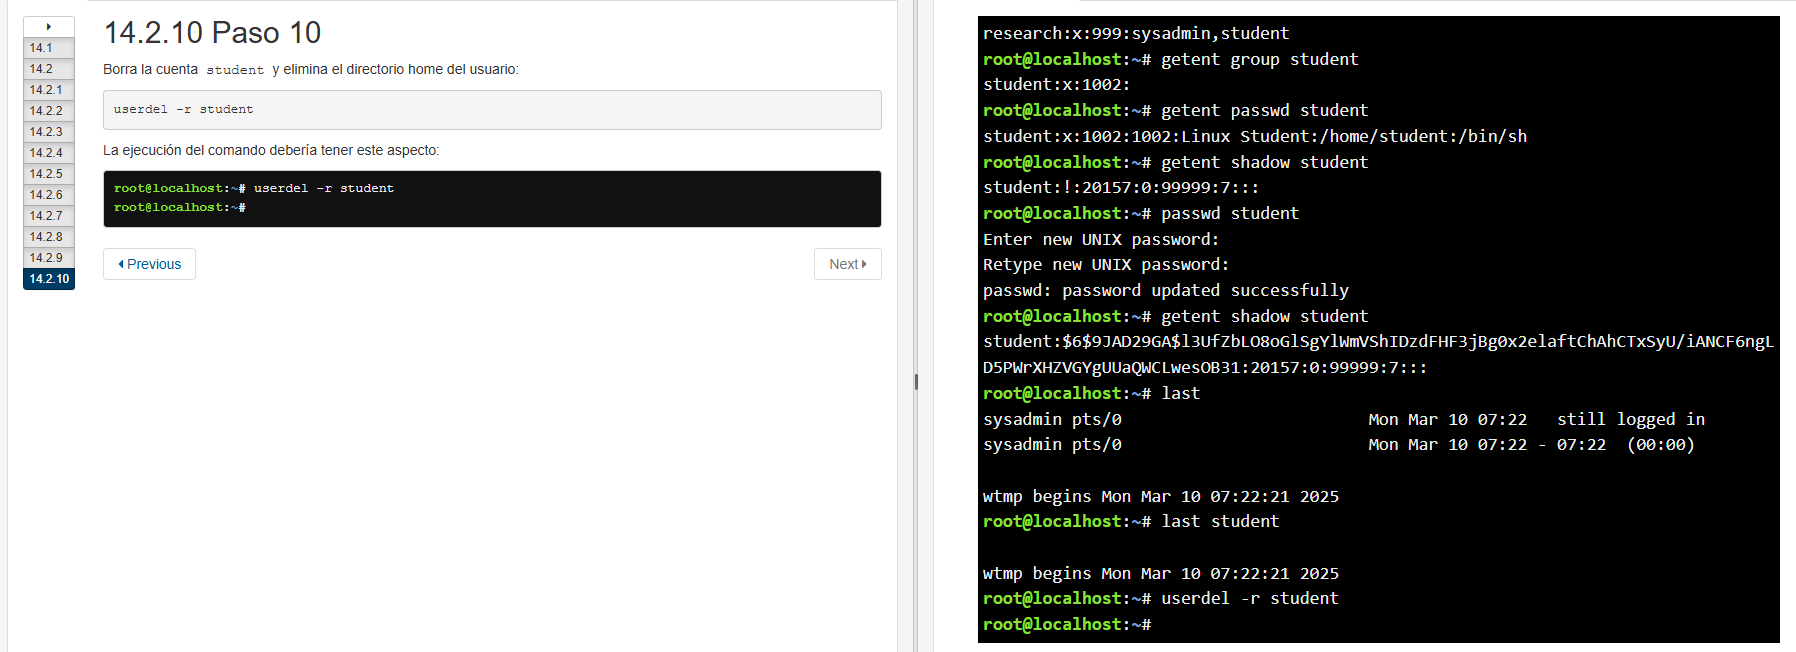 14.1
14.2
14.2.1
14.2.2
14.2.3
14.2.4
14.2.5
14.2.6
14.2.7
14.2.8
14.2.9
14.2.10
14.2.10 Paso 10
Borra la cuenta student y elimina el directorio home del usuario:
userdel -r student
La ejecución del comando debería tener este aspecto:
root@localhost:~# userdel -r student
root@localhost:~#
Previous
Next
research:x:999:sysadmin,student
root@localhost:~# getent group student
student:x:1002:
root@localhost:~# getent passwd student
student:x:1002:1002:Linux Student:/home/student:/bin/sh
root@localhost:~# getent shadow student
student:!:20157:0:99999:7:::
root@localhost:~# passwd student
Enter new UNIX password:
Retype new UNIX password:
passwd: password updated successfully
root@localhost:~# getent shadow student
student:$6$9JAD29GA$l3UfZbLO8oGlSgYlWmVShIDzdFHF3jBg0x2elaftChAhCTxSyU/iANCF6ngL
D5PWrXHZVGYgUUaQWCLwesOB31:20157:0:99999:7:::
root@localhost:~# last
sysadmin pts/0 Mon Mar 10 07:22 still logged in
sysadmin pts/0 Mon Mar 10 07:22 - 07:22 (00:00)
wtmp begins Mon Mar 10 07:22:21 2025
root@localhost:~# last student
wtmp begins Mon Mar 10 07:22:21 2025
root@localhost:~# userdel -r student
root@localhost:~#